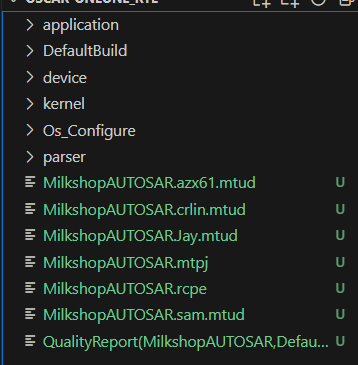 application
DefaultBuild
device
kernel
Os_Configure
parser
MilkshopAUTOSAR.azx61.mtud U
MilkshopAUTOSAR.crlin.mtud U
MilkshopAUTOSAR.Jay.mtud U
MilkshopAUTOSAR.mtpj U
MilkshopAUTOSAR.rcpe U
MilkshopAUTOSAR.sam.mtud U
QualityReport(MilkshopAUTOSAR,Defau... U